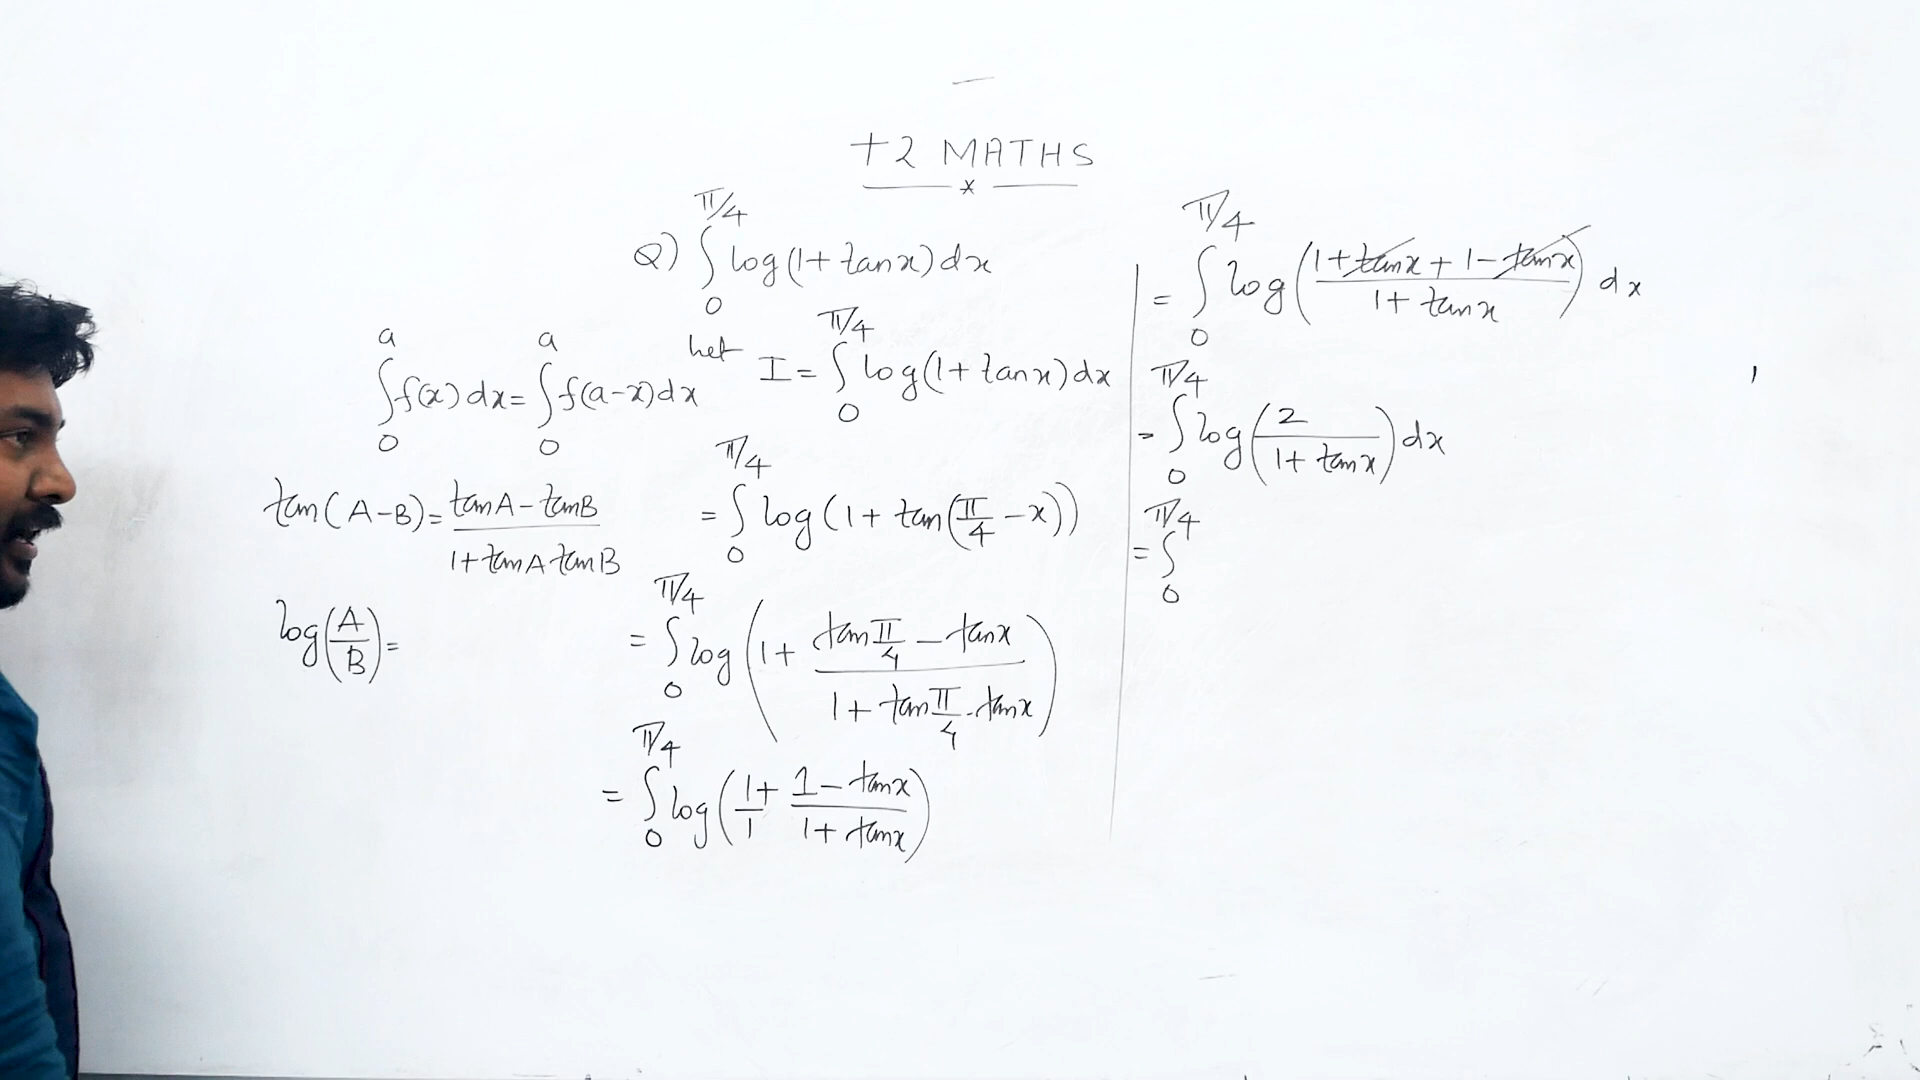 +2 MATHS
Q) ∫₀^(π/4) log(1+tanx)dx
∫₀^a f(x)dx = ∫₀^a f(a-x)dx
Let I = ∫₀^(π/4) log(1+tanx)dx
tan(A-B) = (tanA - tanB)/(1+tanA tanB)
= ∫₀^(π/4) log(1+tan(π/4 - x))
log(A/B) =
= ∫₀^(π/4) log(1 + (tan π/4 - tanx)/(1+tan π/4 . tanx))
= ∫₀^(π/4) log(1/1 + (1 - tanx)/(1+tanx))
= ∫₀^(π/4) log((1+tanx+1-tanx)/(1+tanx)) dx
= ∫₀^(π/4) log(2/(1+tanx)) dx
= ∫₀^(π/4)